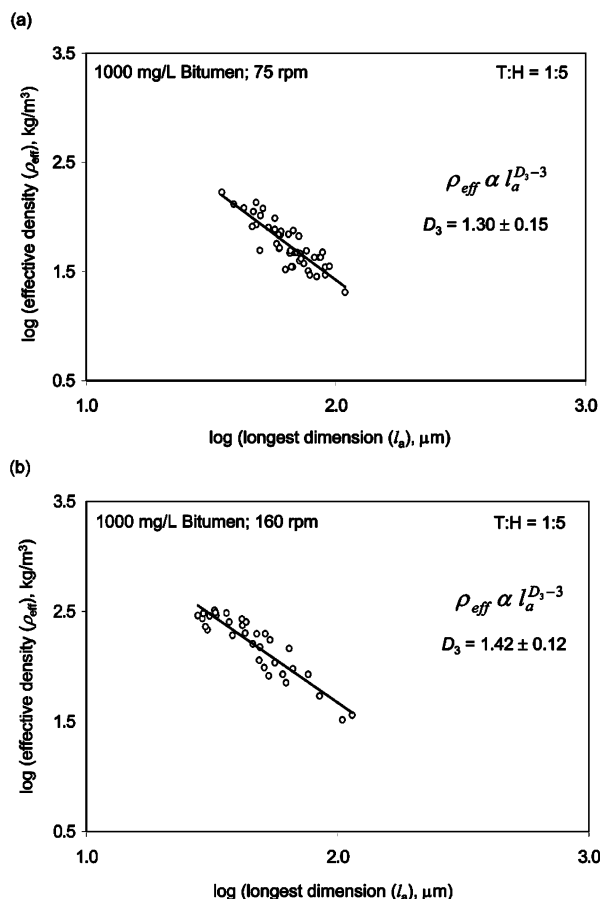 (a)
3.5
1000 mg/L Bitumen; 75 rpm
T:H = 1:5
2.5
ρeff α la^D3−3
D3 = 1.30 ± 0.15
1.5
0.5
log (effective density (ρeff), kg/m³)
1.0
2.0
3.0
log (longest dimension (la), μm)
(b)
3.5
1000 mg/L Bitumen; 160 rpm
T:H = 1:5
2.5
ρeff α la^D3−3
D3 = 1.42 ± 0.12
1.5
0.5
log (effective density (ρeff), kg/m³)
1.0
2.0
3.0
log (longest dimension (la), μm)